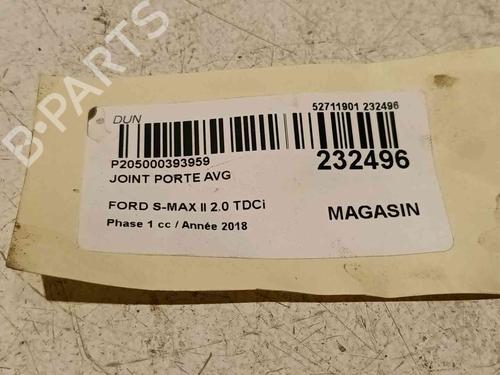 DUN
52711901 232496
P205000393959
232496
JOINT PORTE AVG
FORD S-MAX II 2.0 TDCi
MAGASIN
Phase 1 cc / Année 2018
B-PARTS